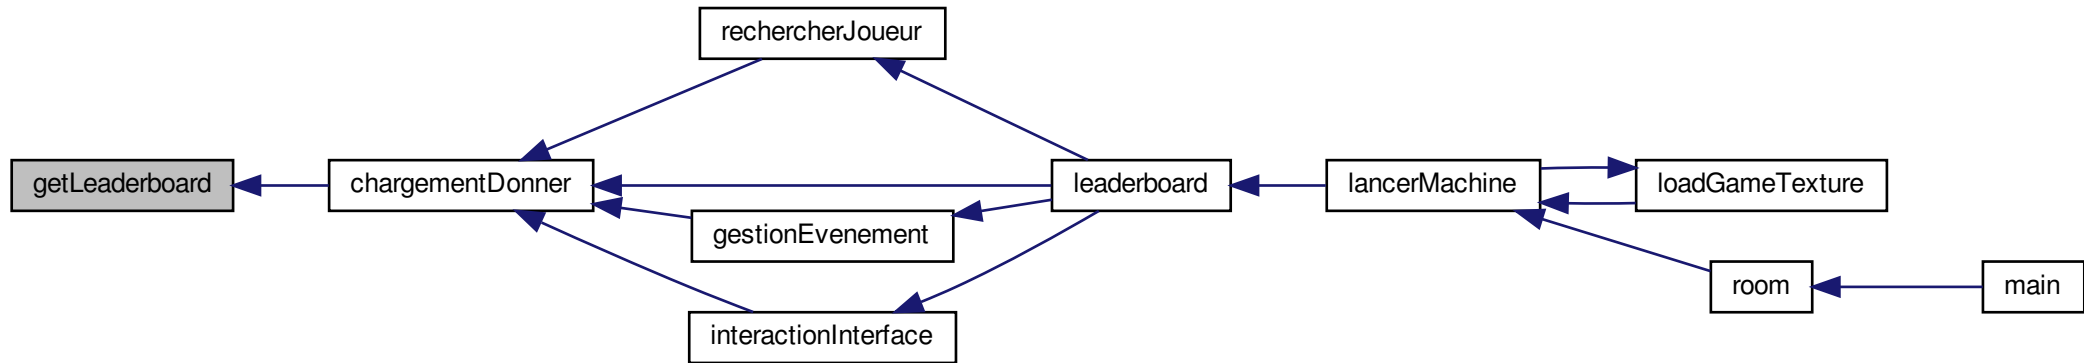 rechercherJoueur
getLeaderboard
chargementDonner
leaderboard
lancerMachine
loadGameTexture
gestionEvenement
room
main
interactionInterface